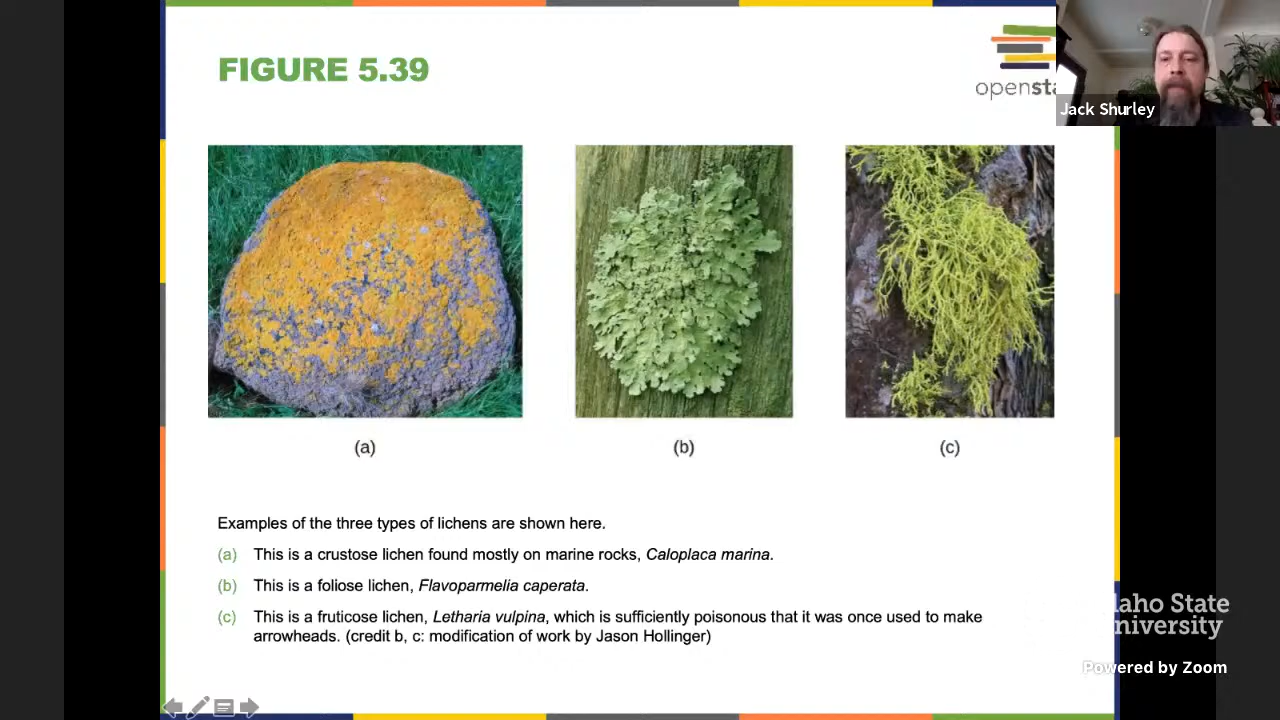 FIGURE 5.39
opensta
Jack Shurley
(a)
(b)
(c)
Examples of the three types of lichens are shown here.
(a) This is a crustose lichen found mostly on marine rocks, Caloplaca marina.
(b) This is a foliose lichen, Flavoparmelia caperata.
(c) This is a fruticose lichen, Letharia vulpina, which is sufficiently poisonous that it was once used to make
arrowheads. (credit b, c: modification of work by Jason Hollinger)
daho State
niversity
Powered by Zoom